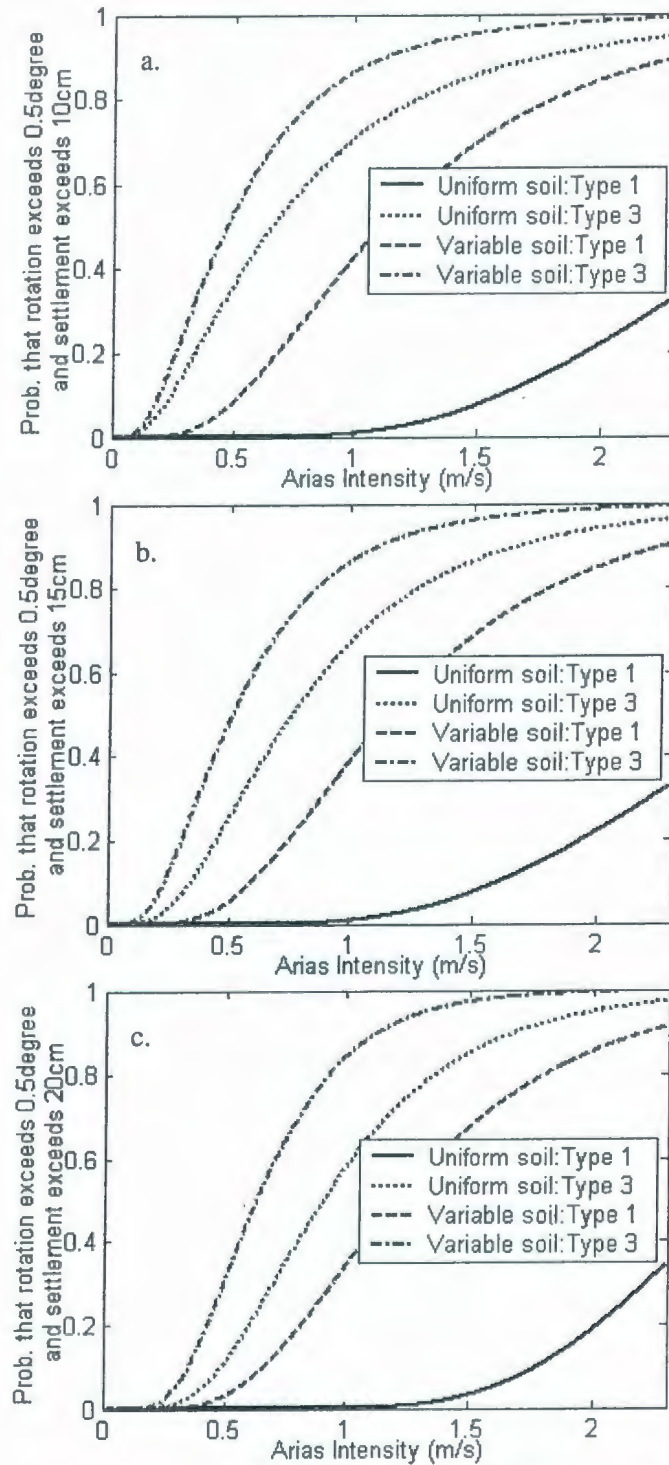 a.
Prob. that rotation exceeds 0.5degree
and settlement exceeds 10cm
1
0.8
0.6
0.4
0.2
0
Uniform soil:Type 1
Uniform soil:Type 3
Variable soil:Type 1
Variable soil:Type 3
0 0.5 1 1.5 2
Arias Intensity (m/s)
b.
Prob. that rotation exceeds 0.5degree
and settlement exceeds 15cm
1
0.8
0.6
0.4
0.2
0
Uniform soil:Type 1
Uniform soil:Type 3
Variable soil:Type 1
Variable soil:Type 3
0 0.5 1 1.5 2
Arias Intensity (m/s)
c.
Prob. that rotation exceeds 0.5degree
and settlement exceeds 20cm
1
0.8
0.6
0.4
0.2
0
Uniform soil:Type 1
Uniform soil:Type 3
Variable soil:Type 1
Variable soil:Type 3
0 0.5 1 1.5 2
Arias Intensity (m/s)